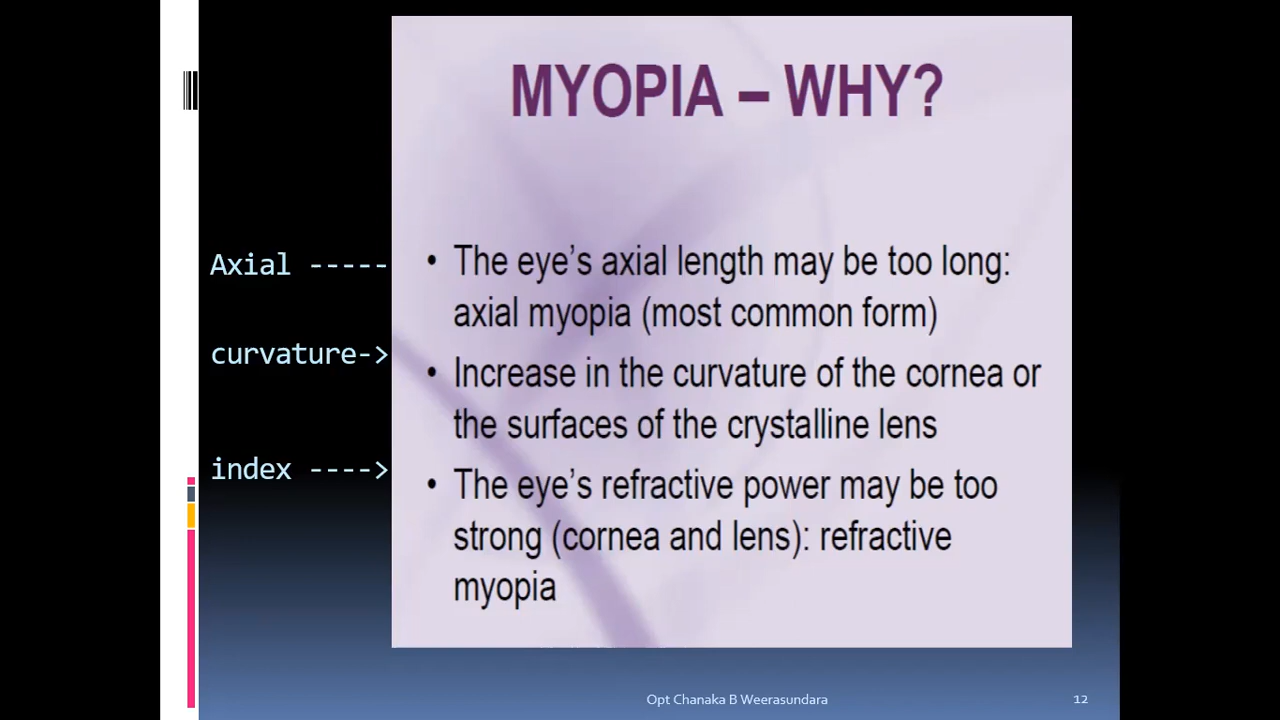 MYOPIA – WHY?
Axial -----
• The eye’s axial length may be too long:
axial myopia (most common form)
curvature->
• Increase in the curvature of the cornea or
the surfaces of the crystalline lens
index ---->
• The eye’s refractive power may be too
strong (cornea and lens): refractive
myopia
Opt Chanaka B Weerasundara
12